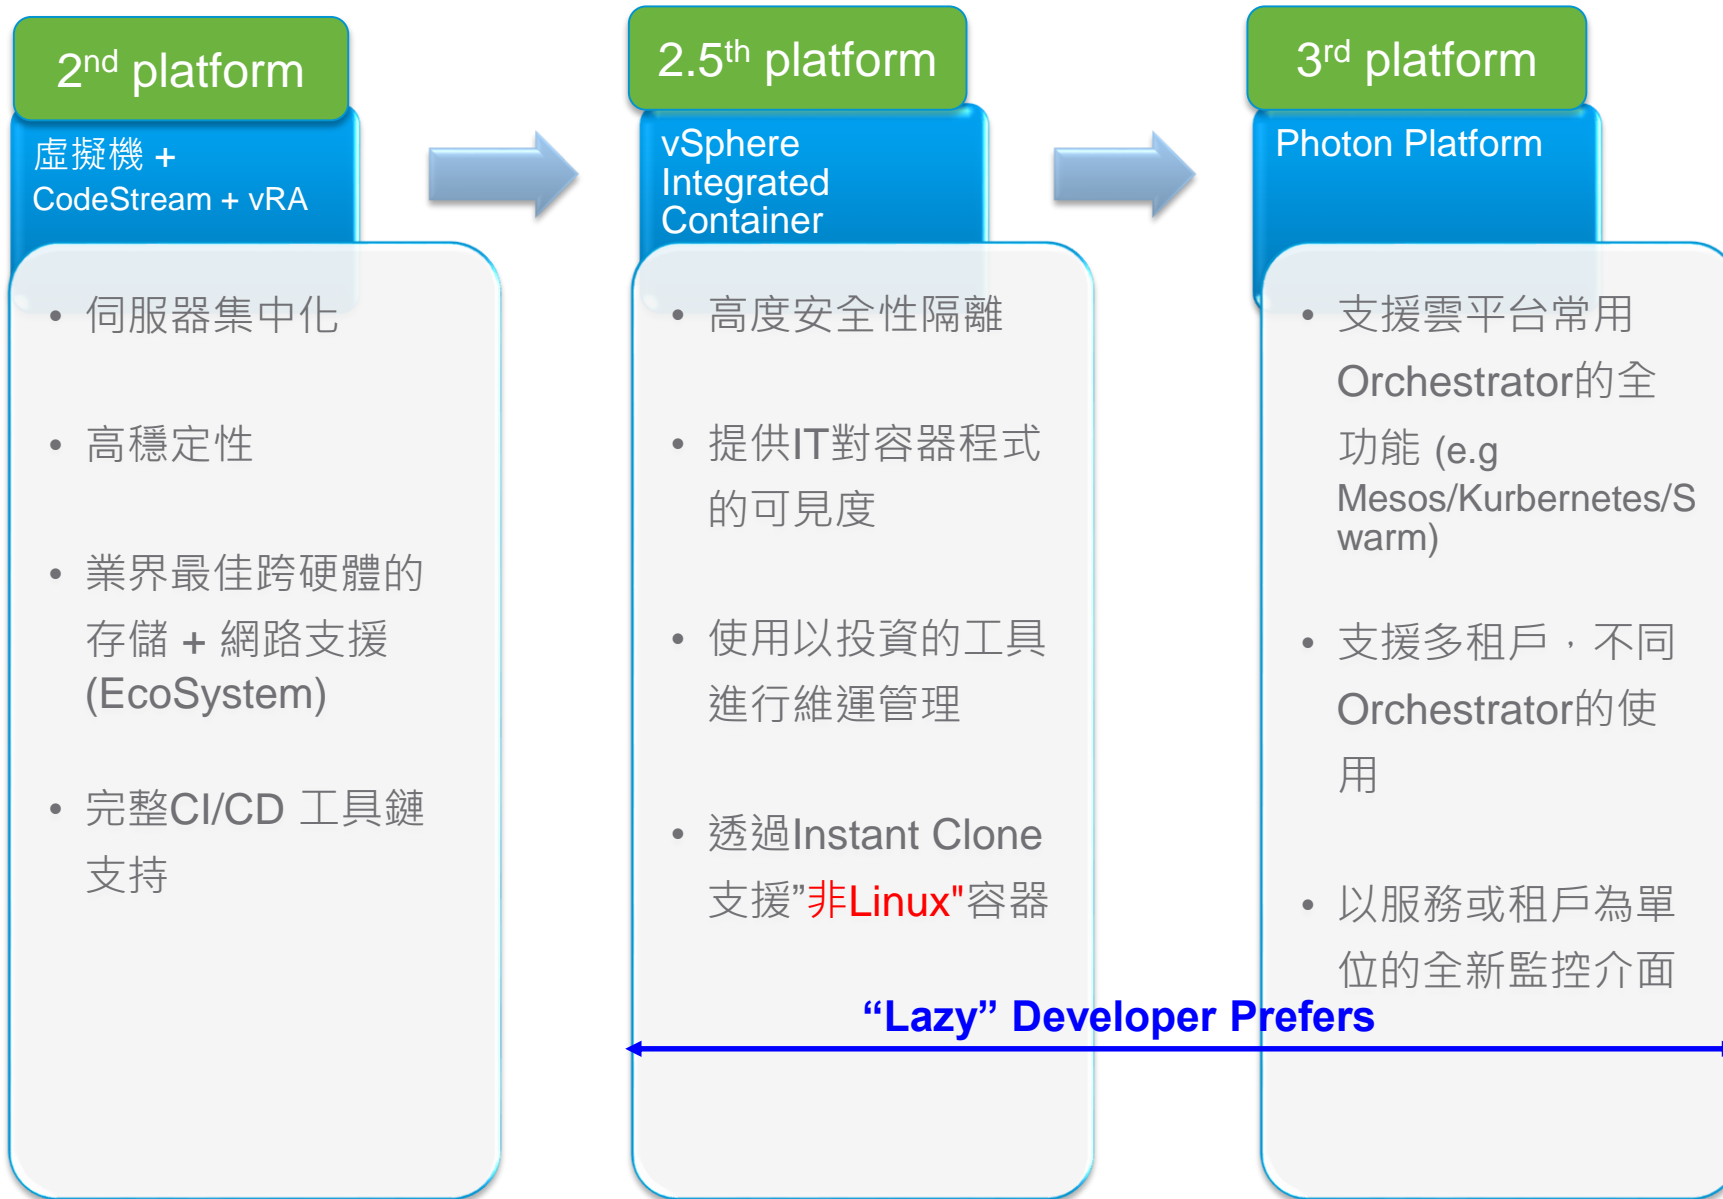 2nd platform
虛擬機 +
CodeStream + vRA
• 伺服器集中化
• 高穩定性
• 業界最佳跨硬體的
存儲 + 網路支援
(EcoSystem)
• 完整CI/CD 工具鏈
支持
2.5th platform
vSphere
Integrated
Container
• 高度安全性隔離
• 提供IT對容器程式
的可見度
• 使用以投資的工具
進行維運管理
• 透過Instant Clone
支援”非Linux"容器
3rd platform
Photon Platform
• 支援雲平台常用
Orchestrator的全
功能 (e.g
Mesos/Kurbernetes/S
warm)
• 支援多租戶，不同
Orchestrator的使
用
• 以服務或租戶為單
位的全新監控介面
“Lazy” Developer Prefers